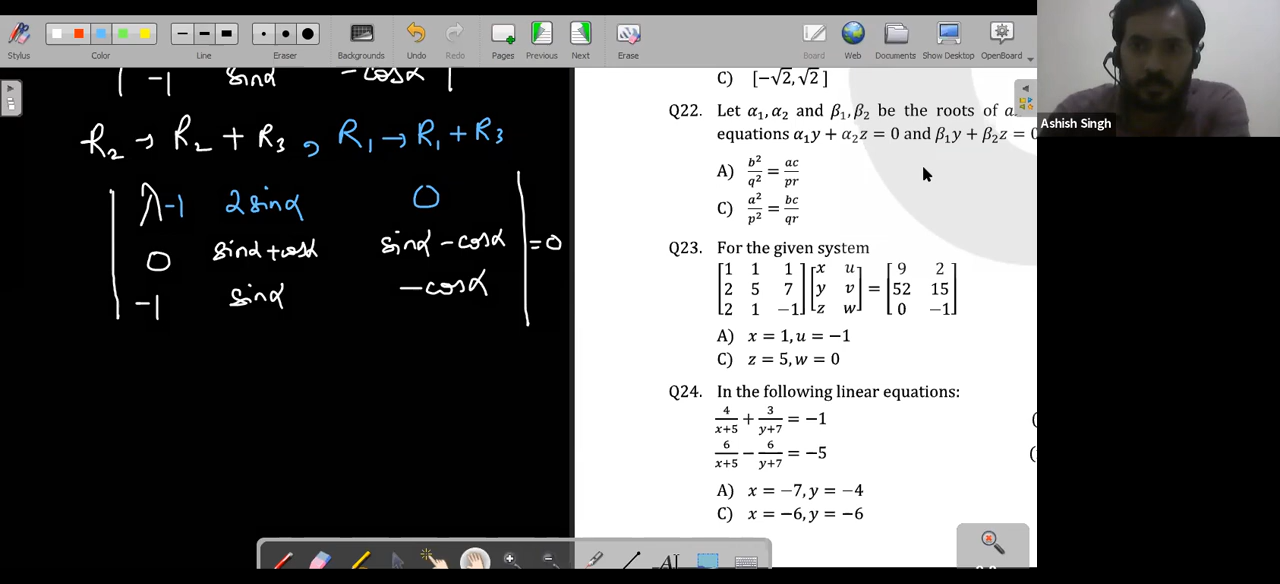 Stylus Color Line Eraser Backgrounds Undo Redo Pages Previous Next Erase Board Web Documents Show Desktop OpenBoard
-1 sinα -cosα
R₂ → R₂ + R₃ , R₁ → R₁ + R₃
λ-1 2sinα 0
0 sinα+cosα sinα -cosα = 0
-1 sinα -cosα
C) [−√2, √2 ]
Q22. Let α₁, α₂ and β₁, β₂ be the roots of
equations α₁y + α₂z = 0 and β₁y + β₂z = 0
A) b²/q² = ac/pr
C) a²/p² = bc/qr
Q23. For the given system
[1 1 1] [x u] = [9 2]
[2 5 7] [y v] = [52 15]
[2 1 −1] [z w] = [0 −1]
A) x = 1, u = −1
C) z = 5, w = 0
Q24. In the following linear equations:
4/x+5 + 3/y+7 = −1
6/x+5 − 6/y+7 = −5
A) x = −7, y = −4
C) x = −6, y = −6
Ashish Singh